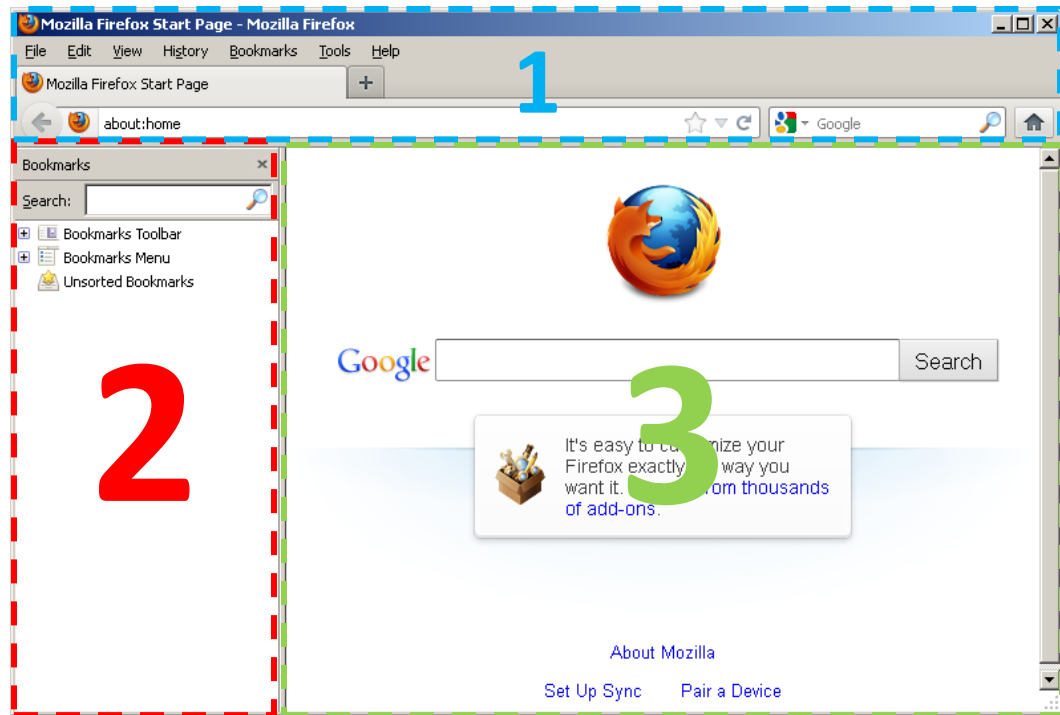 Mozilla Firefox Start Page - Mozilla Firefox
File Edit View History Bookmarks Tools Help
1
Mozilla Firefox Start Page +
about:home Google
Bookmarks ×
Search:
Bookmarks Toolbar
Bookmarks Menu
Unsorted Bookmarks
2
Google Search
3
It's easy to your
Firefox exactly way you
want it. thousands
of add-ons.
About Mozilla
Set Up Sync Pair a Device